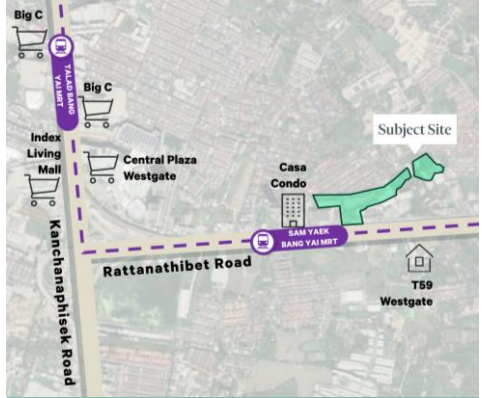 Big C
TALAD BANG
YAI MRT
Big C
Index
Living
Mall
Central Plaza
Westgate
Casa
Condo
Subject Site
SAM YAEK
BANG YAI MRT
Rattanathibet Road
Kanchanaphisek Road
T59
Westgate